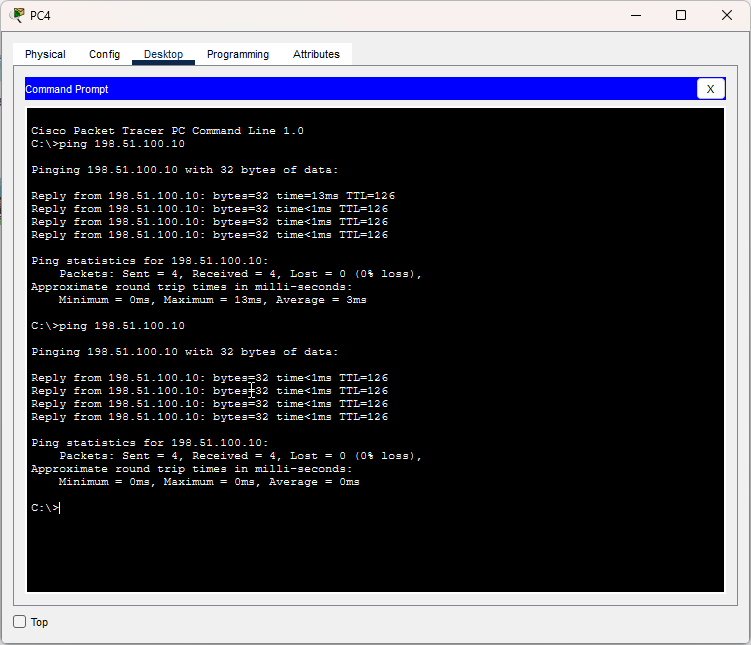 PC4
Physical Config Desktop Programming Attributes
Command Prompt X
Cisco Packet Tracer PC Command Line 1.0
C:\>ping 198.51.100.10
Pinging 198.51.100.10 with 32 bytes of data:
Reply from 198.51.100.10: bytes=32 time=13ms TTL=126
Reply from 198.51.100.10: bytes=32 time<1ms TTL=126
Reply from 198.51.100.10: bytes=32 time<1ms TTL=126
Reply from 198.51.100.10: bytes=32 time<1ms TTL=126
Ping statistics for 198.51.100.10:
Packets: Sent = 4, Received = 4, Lost = 0 (0% loss),
Approximate round trip times in milli-seconds:
Minimum = 0ms, Maximum = 13ms, Average = 3ms
C:\>ping 198.51.100.10
Pinging 198.51.100.10 with 32 bytes of data:
Reply from 198.51.100.10: bytes=32 time<1ms TTL=126
Reply from 198.51.100.10: bytes=32 time<1ms TTL=126
Reply from 198.51.100.10: bytes=32 time<1ms TTL=126
Reply from 198.51.100.10: bytes=32 time<1ms TTL=126
Ping statistics for 198.51.100.10:
Packets: Sent = 4, Received = 4, Lost = 0 (0% loss),
Approximate round trip times in milli-seconds:
Minimum = 0ms, Maximum = 0ms, Average = 0ms
C:\>
Top